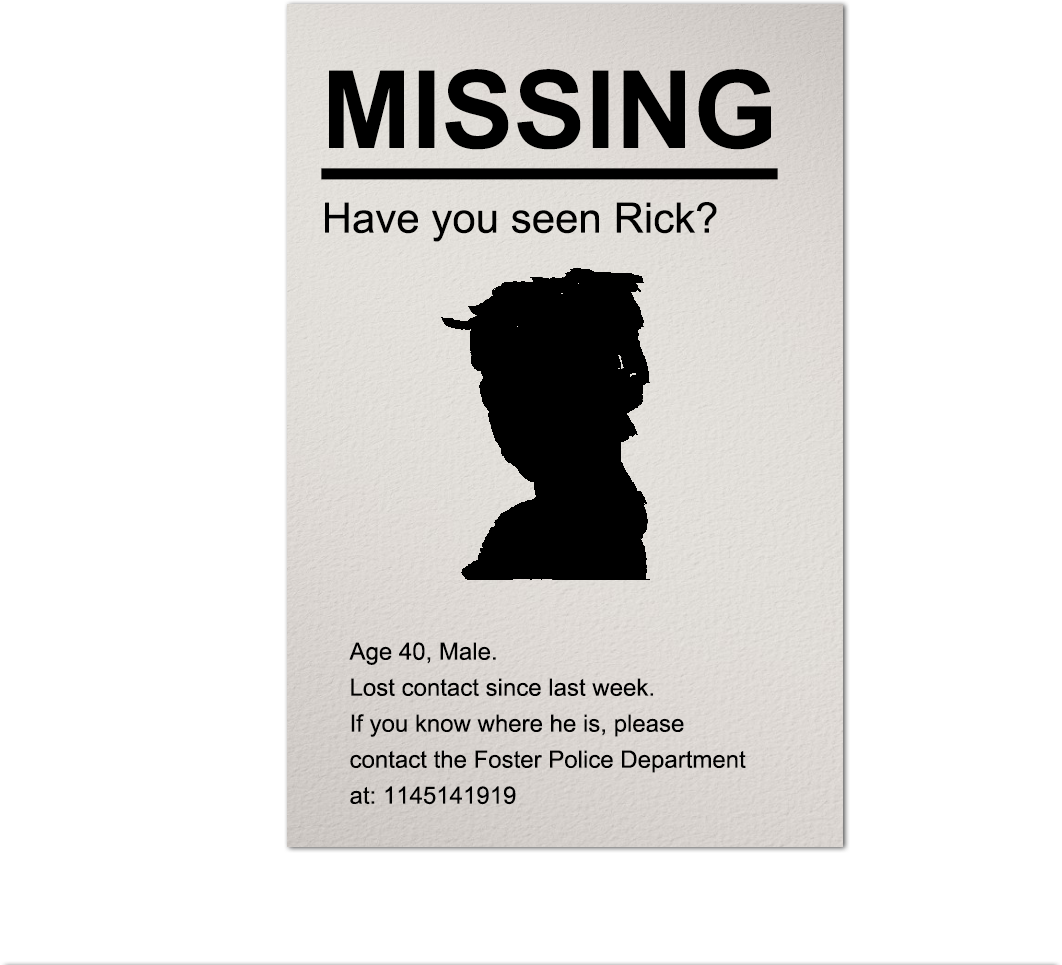 MISSING
Have you seen Rick?
Age 40, Male.
Lost contact since last week.
If you know where he is, please
contact the Foster Police Department
at: 1145141919